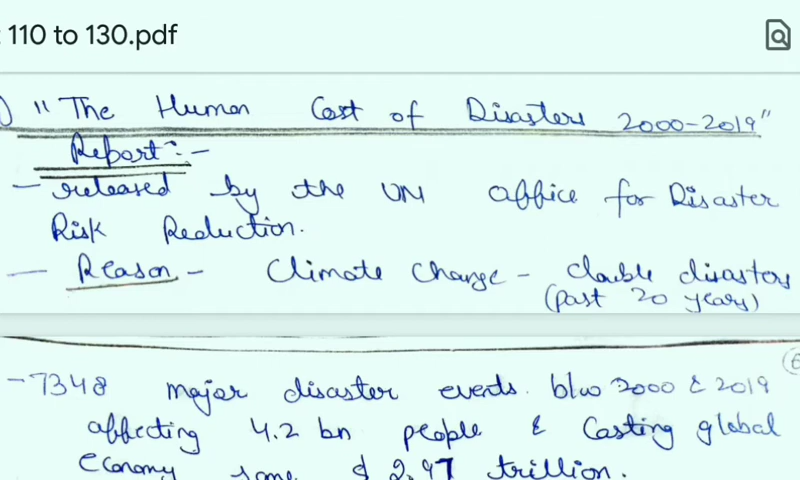 110 to 130.pdf
) "The Human Cost of Disasters 2000-2019"
Report:-
- released by the UN office for Disaster
Risk Reduction.
- Reason - Climate Change - double disasters
(past 20 years)
- 7348 major disaster events. b/w 2000 & 2019
affecting 4.2 bn people & Costing global
economy some $ 2.97 trillion.